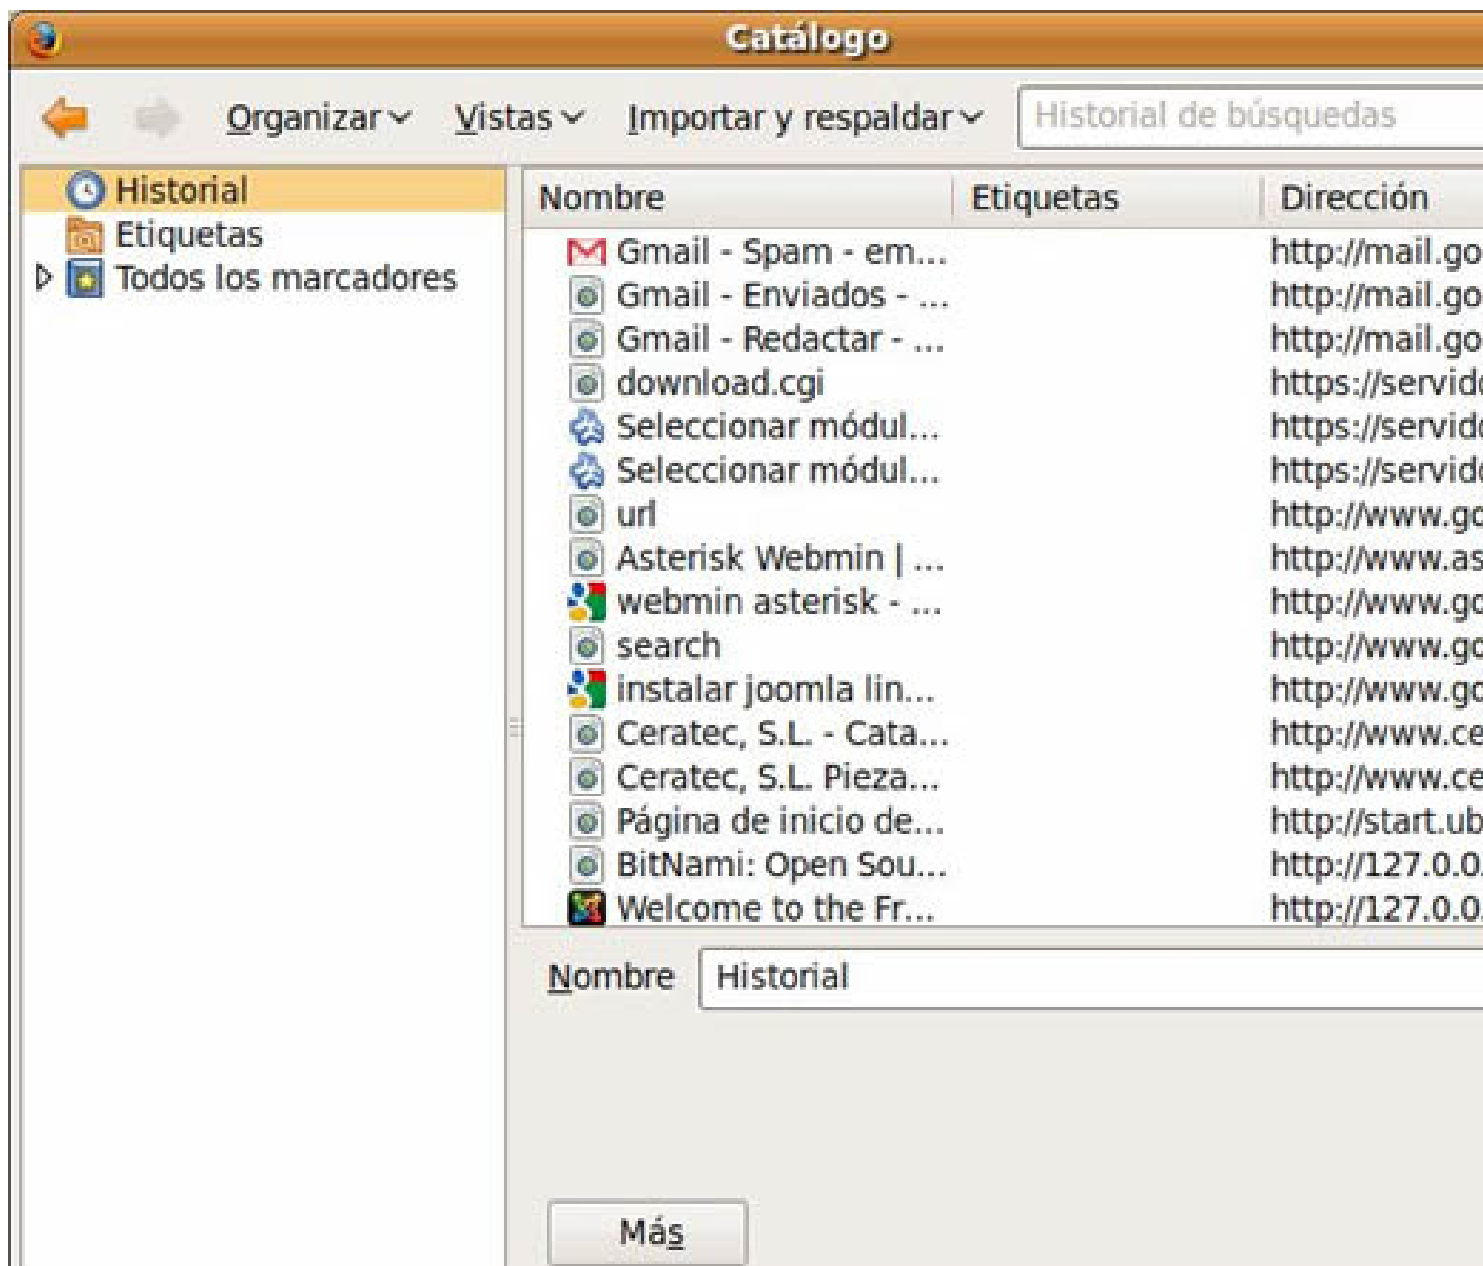 Catálogo
Organizar Vistas Importar y respaldar Historial de búsquedas
Historial
Etiquetas
Todos los marcadores
Nombre Etiquetas Dirección
Gmail - Spam - em... http://mail.go
Gmail - Enviados - ... http://mail.go
Gmail - Redactar - ... http://mail.go
download.cgi https://servido
Seleccionar módul... https://servido
Seleccionar módul... https://servido
url http://www.go
Asterisk Webmin | ... http://www.as
webmin asterisk - ... http://www.go
search http://www.go
instalar joomla lin... http://www.go
Ceratec, S.L. - Cata... http://www.ce
Ceratec, S.L. Pieza... http://www.ce
Página de inicio de... http://start.ub
BitNami: Open Sou... http://127.0.0.
Welcome to the Fr... http://127.0.0.
Nombre Historial
Más